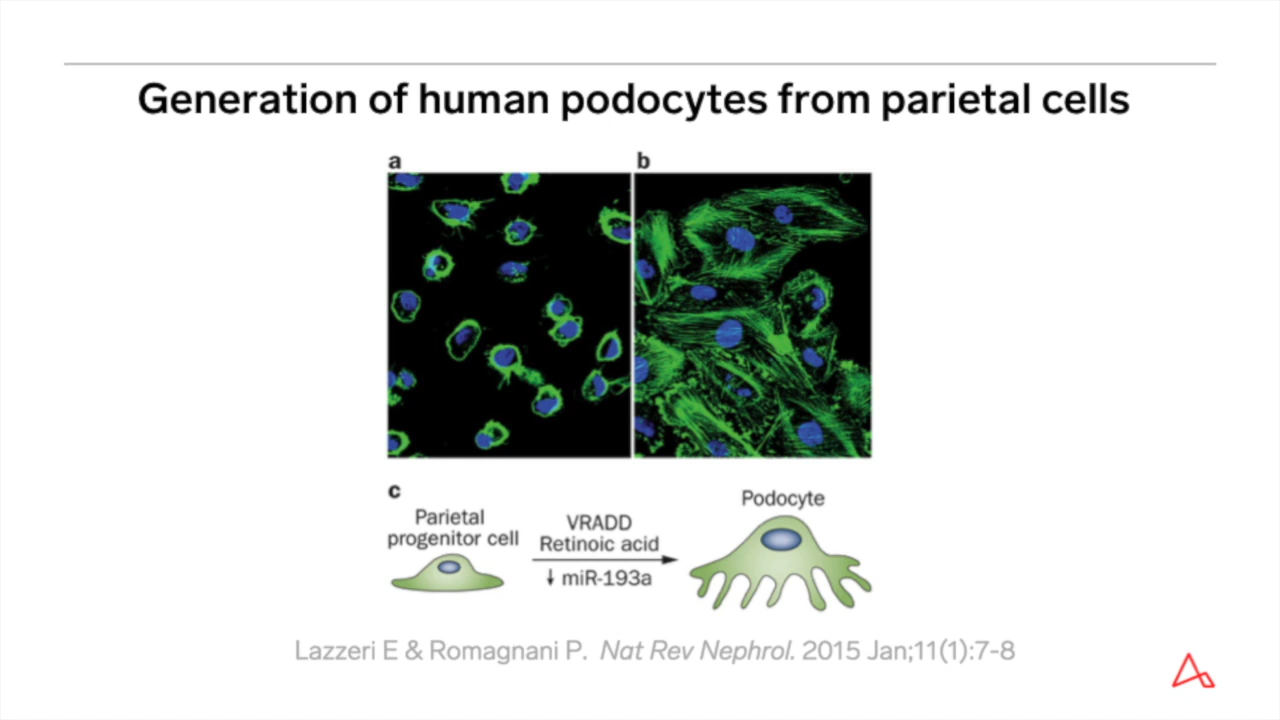 Generation of human podocytes from parietal cells
a
b
c
Parietal
progenitor cell
VRADD
Retinoic acid
↓ miR-193a
Podocyte
Lazzeri E & Romagnani P. Nat Rev Nephrol. 2015 Jan;11(1):7-8